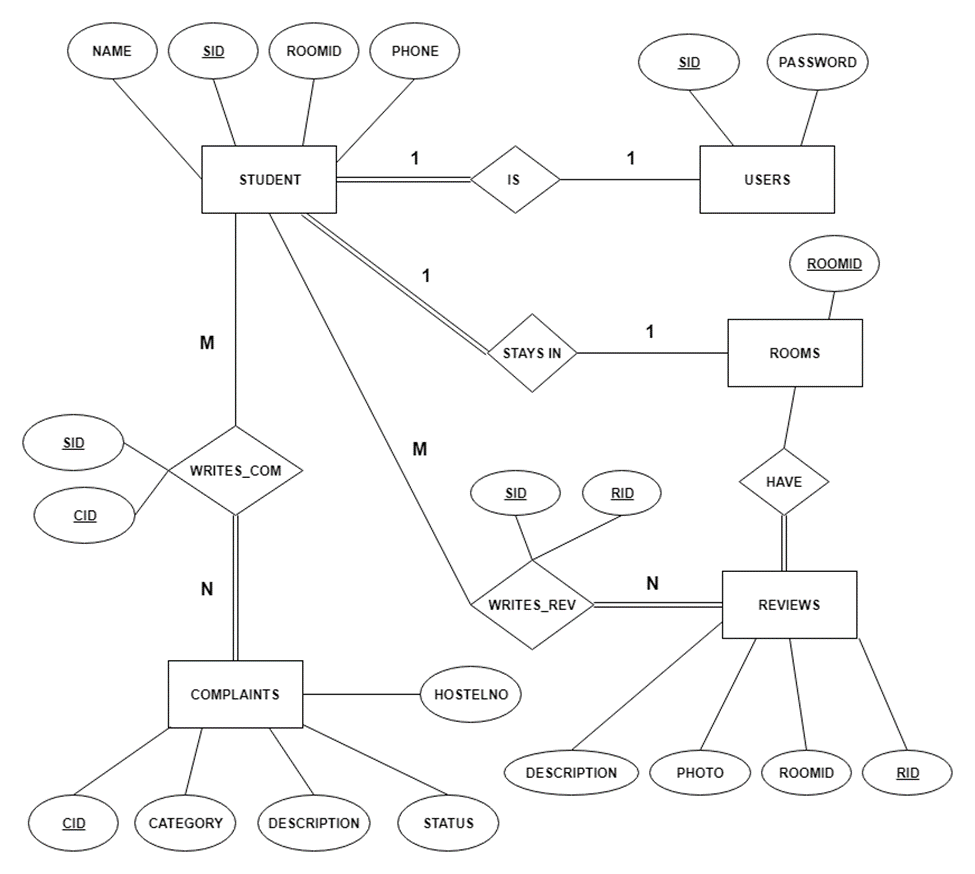 NAME
SID
ROOMID
PHONE
SID
PASSWORD
STUDENT
1
IS
1
USERS
ROOMID
1
STAYS IN
1
ROOMS
M
SID
WRITES_COM
CID
M
SID
RID
HAVE
N
WRITES_REV
N
REVIEWS
COMPLAINTS
HOSTELNO
DESCRIPTION
PHOTO
ROOMID
RID
CID
CATEGORY
DESCRIPTION
STATUS